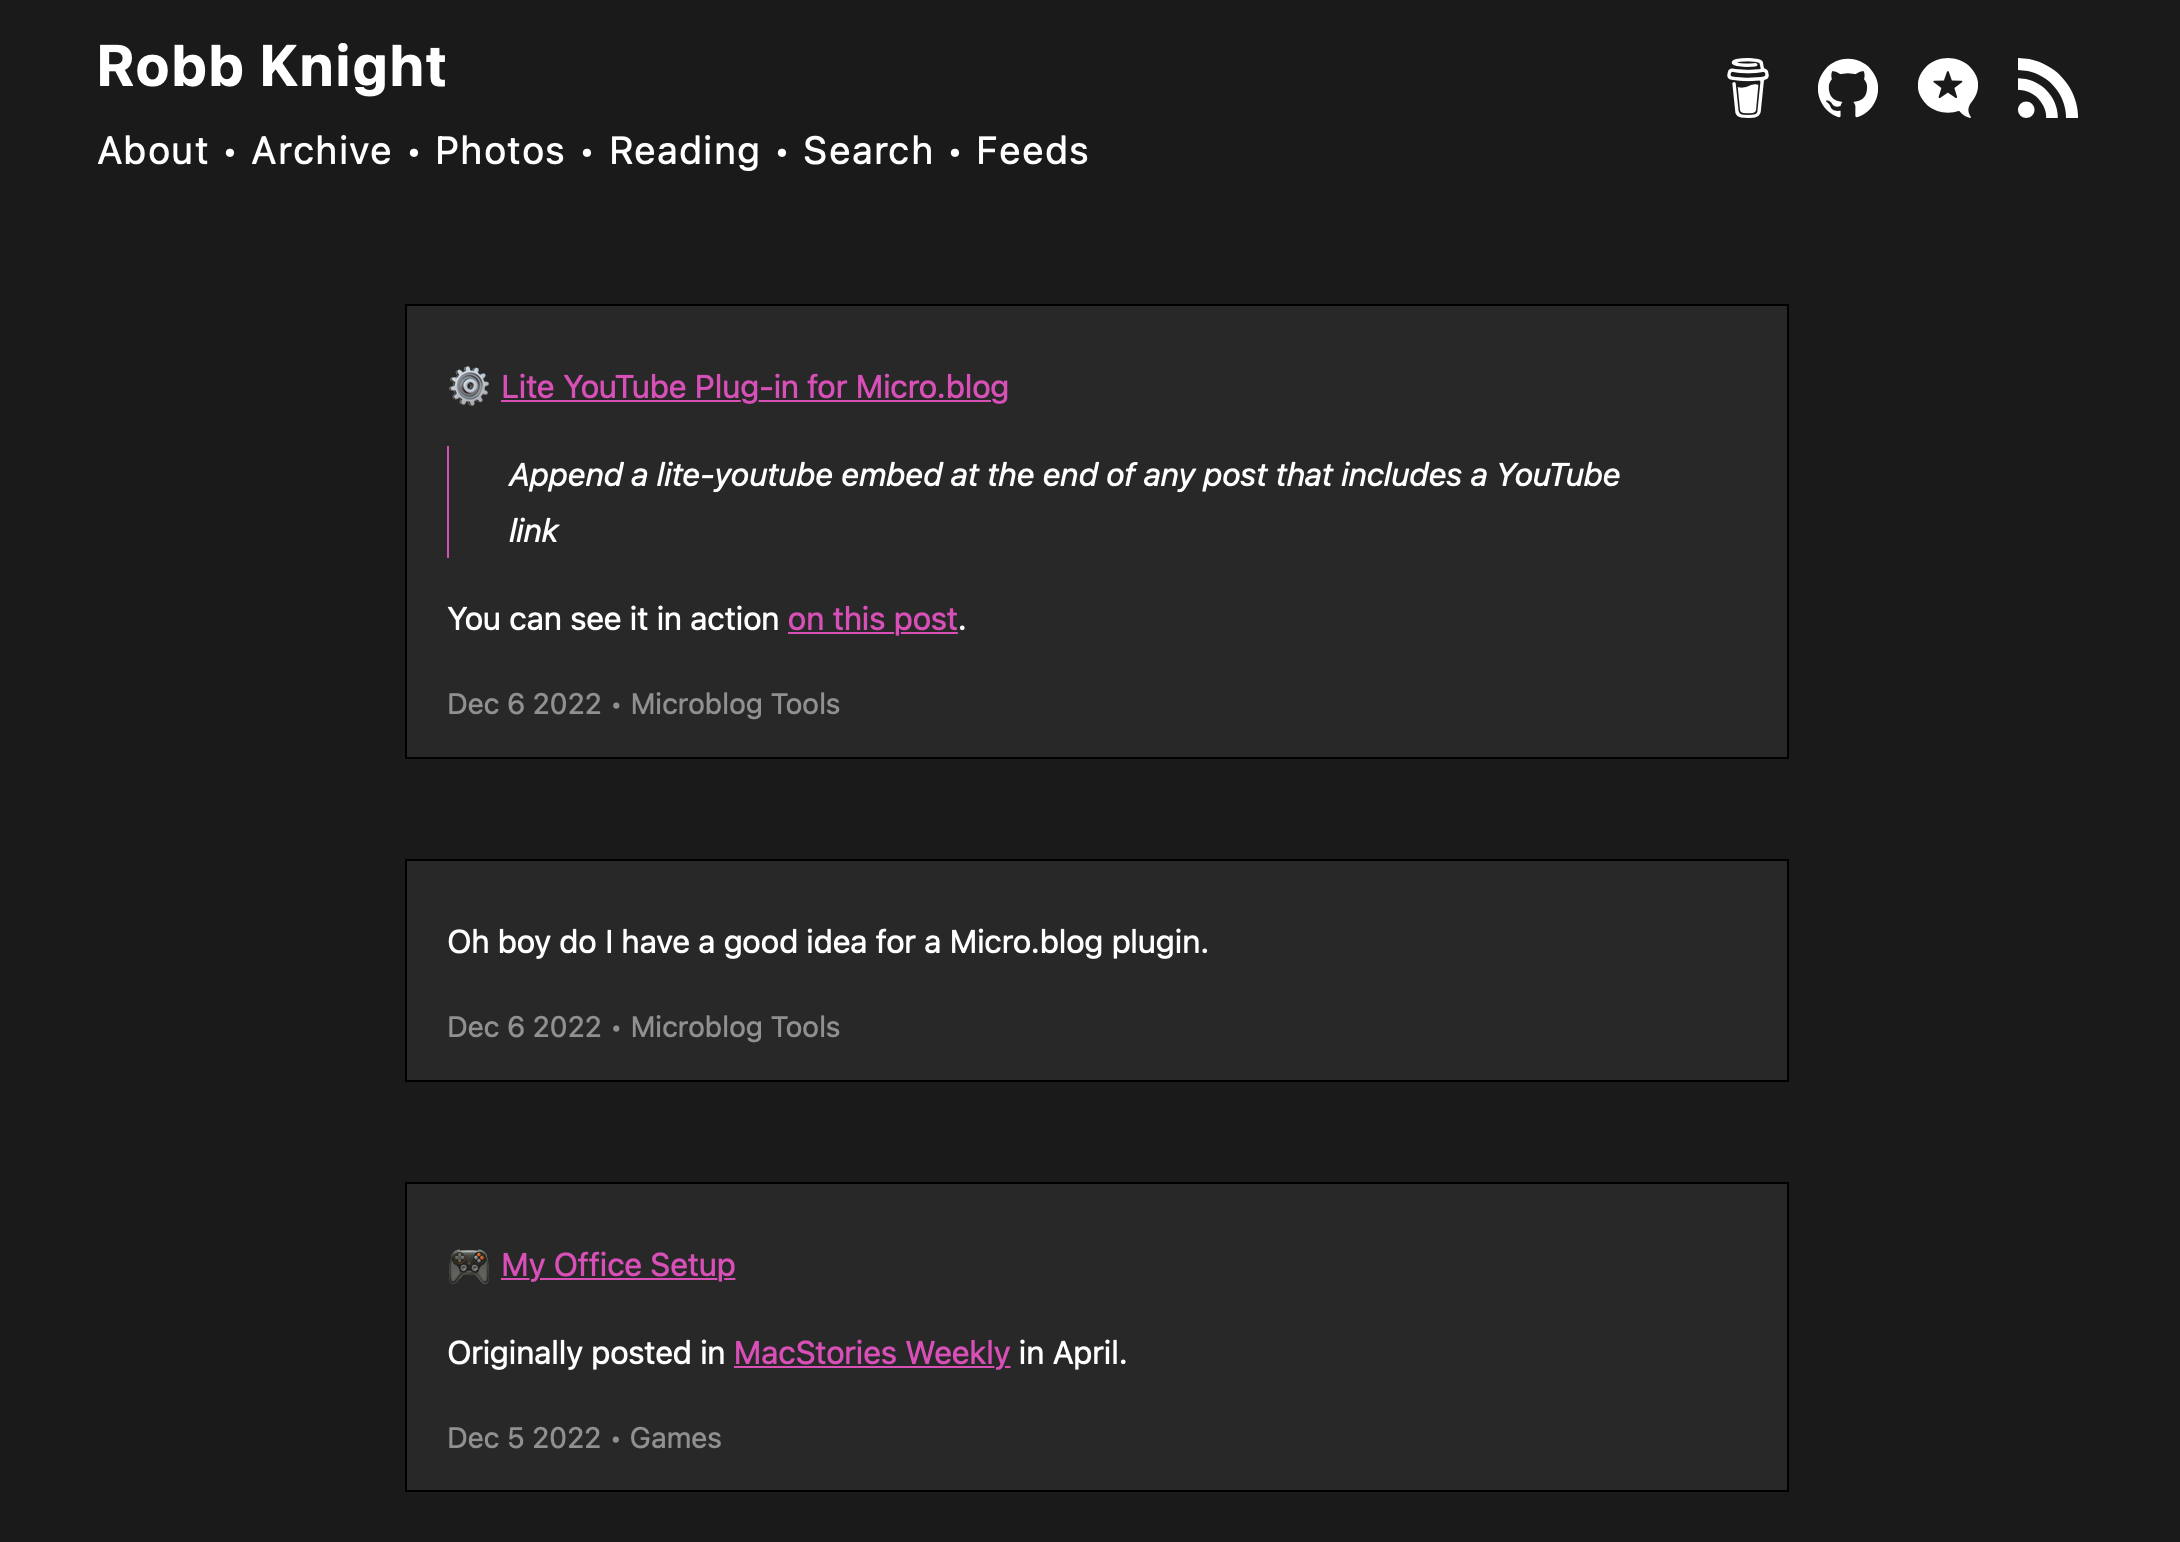 Robb Knight
About • Archive • Photos • Reading • Search • Feeds
⚙️ Lite YouTube Plug-in for Micro.blog
Append a lite-youtube embed at the end of any post that includes a YouTube
link
You can see it in action on this post.
Dec 6 2022 • Microblog Tools
Oh boy do I have a good idea for a Micro.blog plugin.
Dec 6 2022 • Microblog Tools
🎮 My Office Setup
Originally posted in MacStories Weekly in April.
Dec 5 2022 • Games